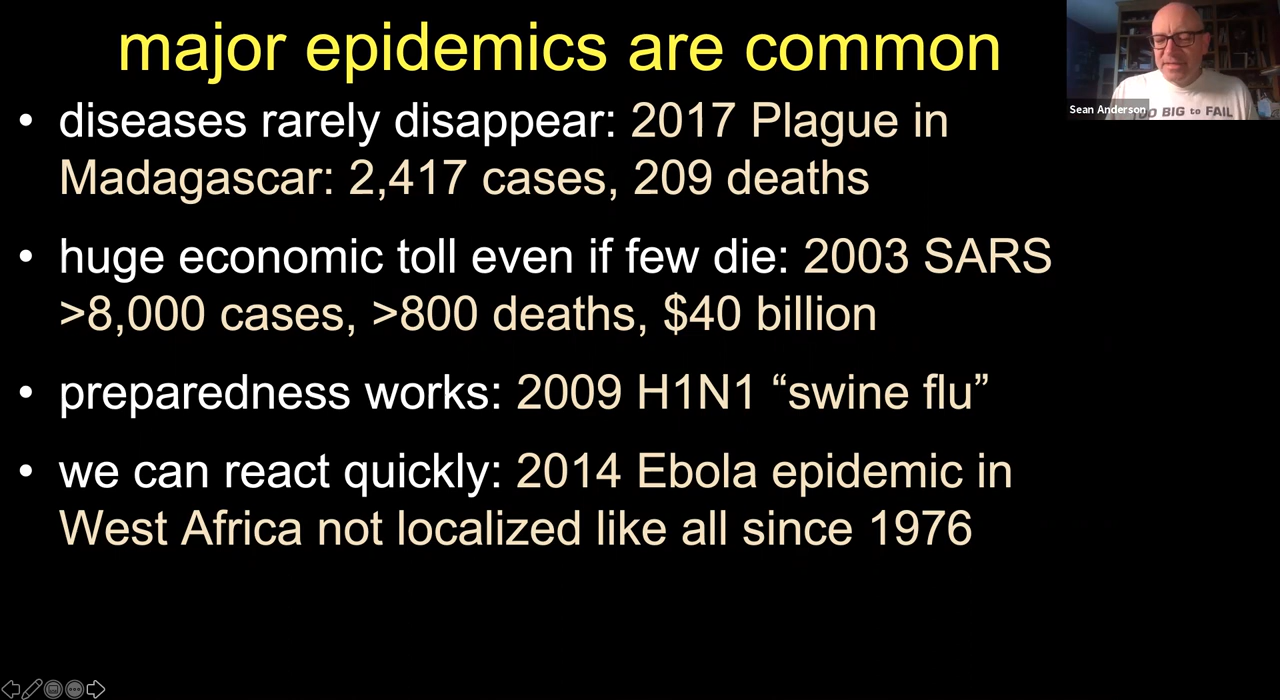 major epidemics are common
• diseases rarely disappear: 2017 Plague in
Madagascar: 2,417 cases, 209 deaths
• huge economic toll even if few die: 2003 SARS
>8,000 cases, >800 deaths, $40 billion
• preparedness works: 2009 H1N1 “swine flu”
• we can react quickly: 2014 Ebola epidemic in
West Africa not localized like all since 1976
Sean Anderson
BIG to FAIL